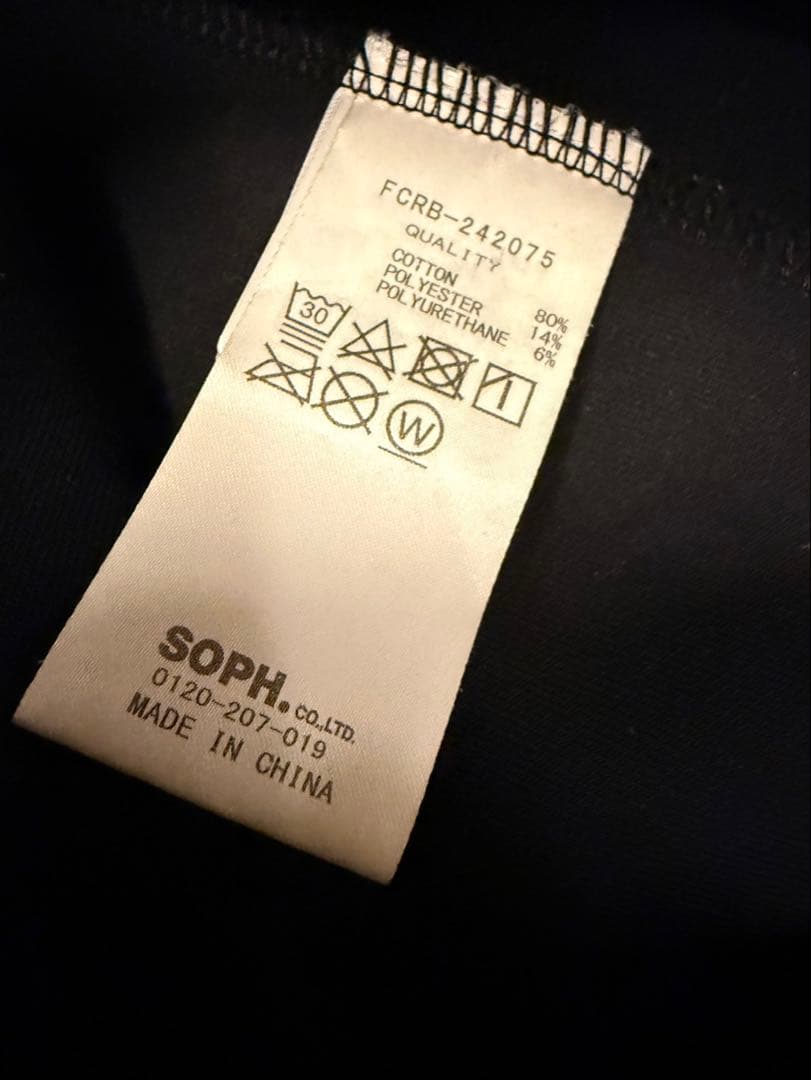 FCRB-242075
QUALITY
COTTON 80%
POLYESTER 14%
POLYURETHANE 6%
30
W
SOPH. CO.,LTD.
0120-207-019
MADE IN CHINA